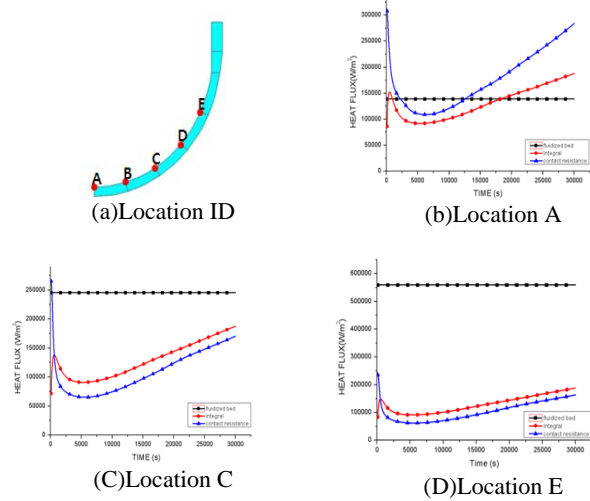 A
B
C
D
E
(a)Location ID
HEAT FLUX(W/m²)
300000
250000
200000
150000
100000
50000
0
0 5000 10000 15000 20000 25000 30000
TIME (s)
fluidized bed
integral
contact resistance
(b)Location A
HEAT FLUX(W/m²)
250000
200000
150000
100000
50000
0
0 5000 10000 15000 20000 25000 30000
TIME (s)
fluidized bed
integral
contact resistance
(C)Location C
HEAT FLUX(W/m²)
600000
500000
400000
300000
200000
100000
0
0 5000 10000 15000 20000 25000 30000
Time (s)
fluidized bed
integral
contact resistance
(D)Location E